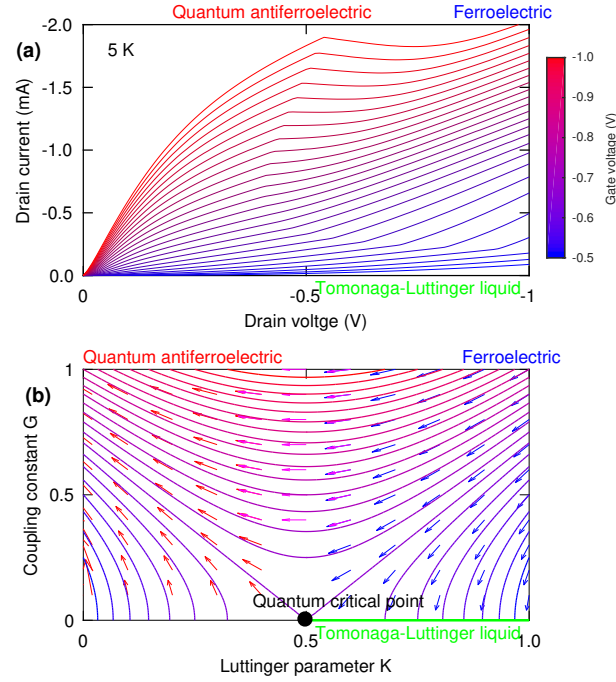 Quantum antiferroelectric Ferroelectric
(a)
5 K
-2.0
-1.5
-1.0
-0.5
0.0
Drain current (mA)
0 -0.5 -1
Tomonaga-Luttinger liquid
Drain voltge (V)
-1.0
-0.9
-0.8
-0.7
-0.6
-0.5
Gate voltage (V)
(b)
Quantum antiferroelectric Ferroelectric
1
0.5
0
Coupling constant G
Quantum critical point
Tomonaga-Luttinger liquid
0 0.5 1.0
Luttinger parameter K